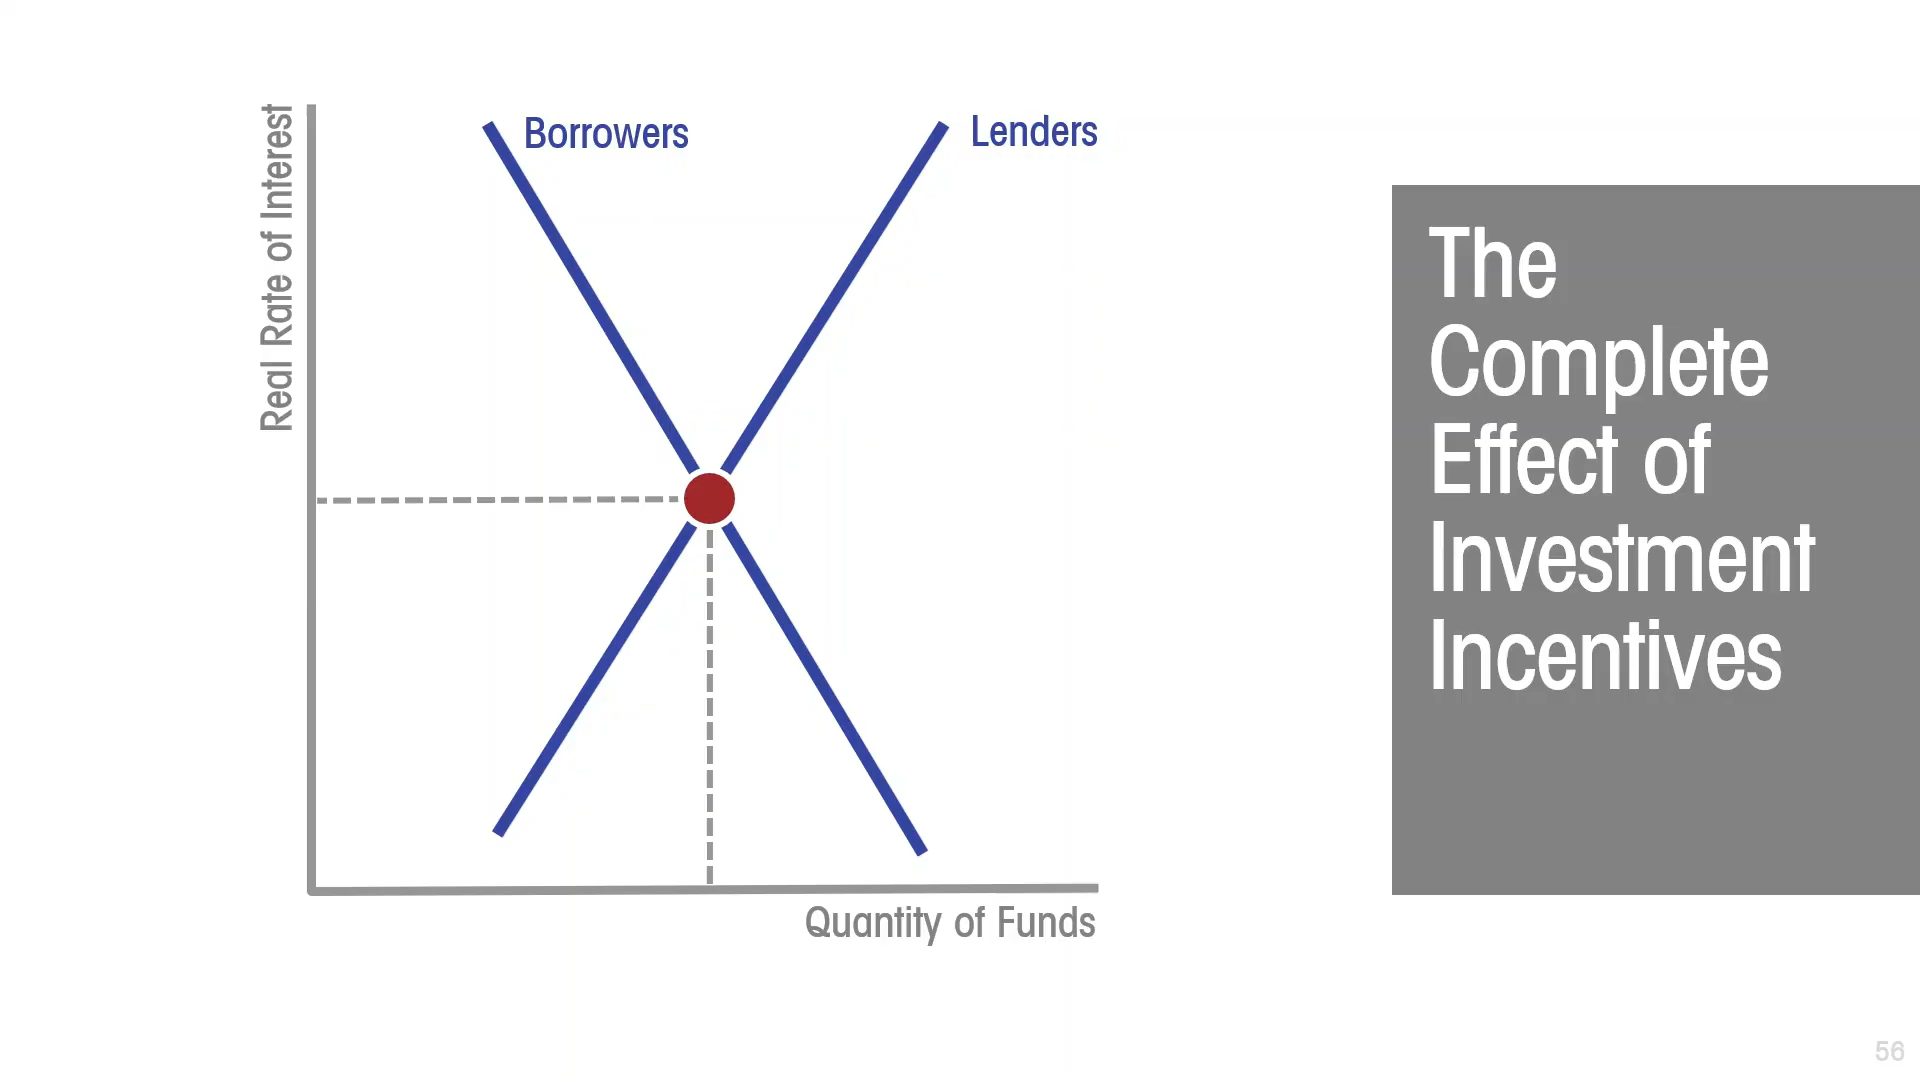 Real Rate of Interest
Borrowers
Lenders
Quantity of Funds
The
Complete
Effect of
Investment
Incentives
56